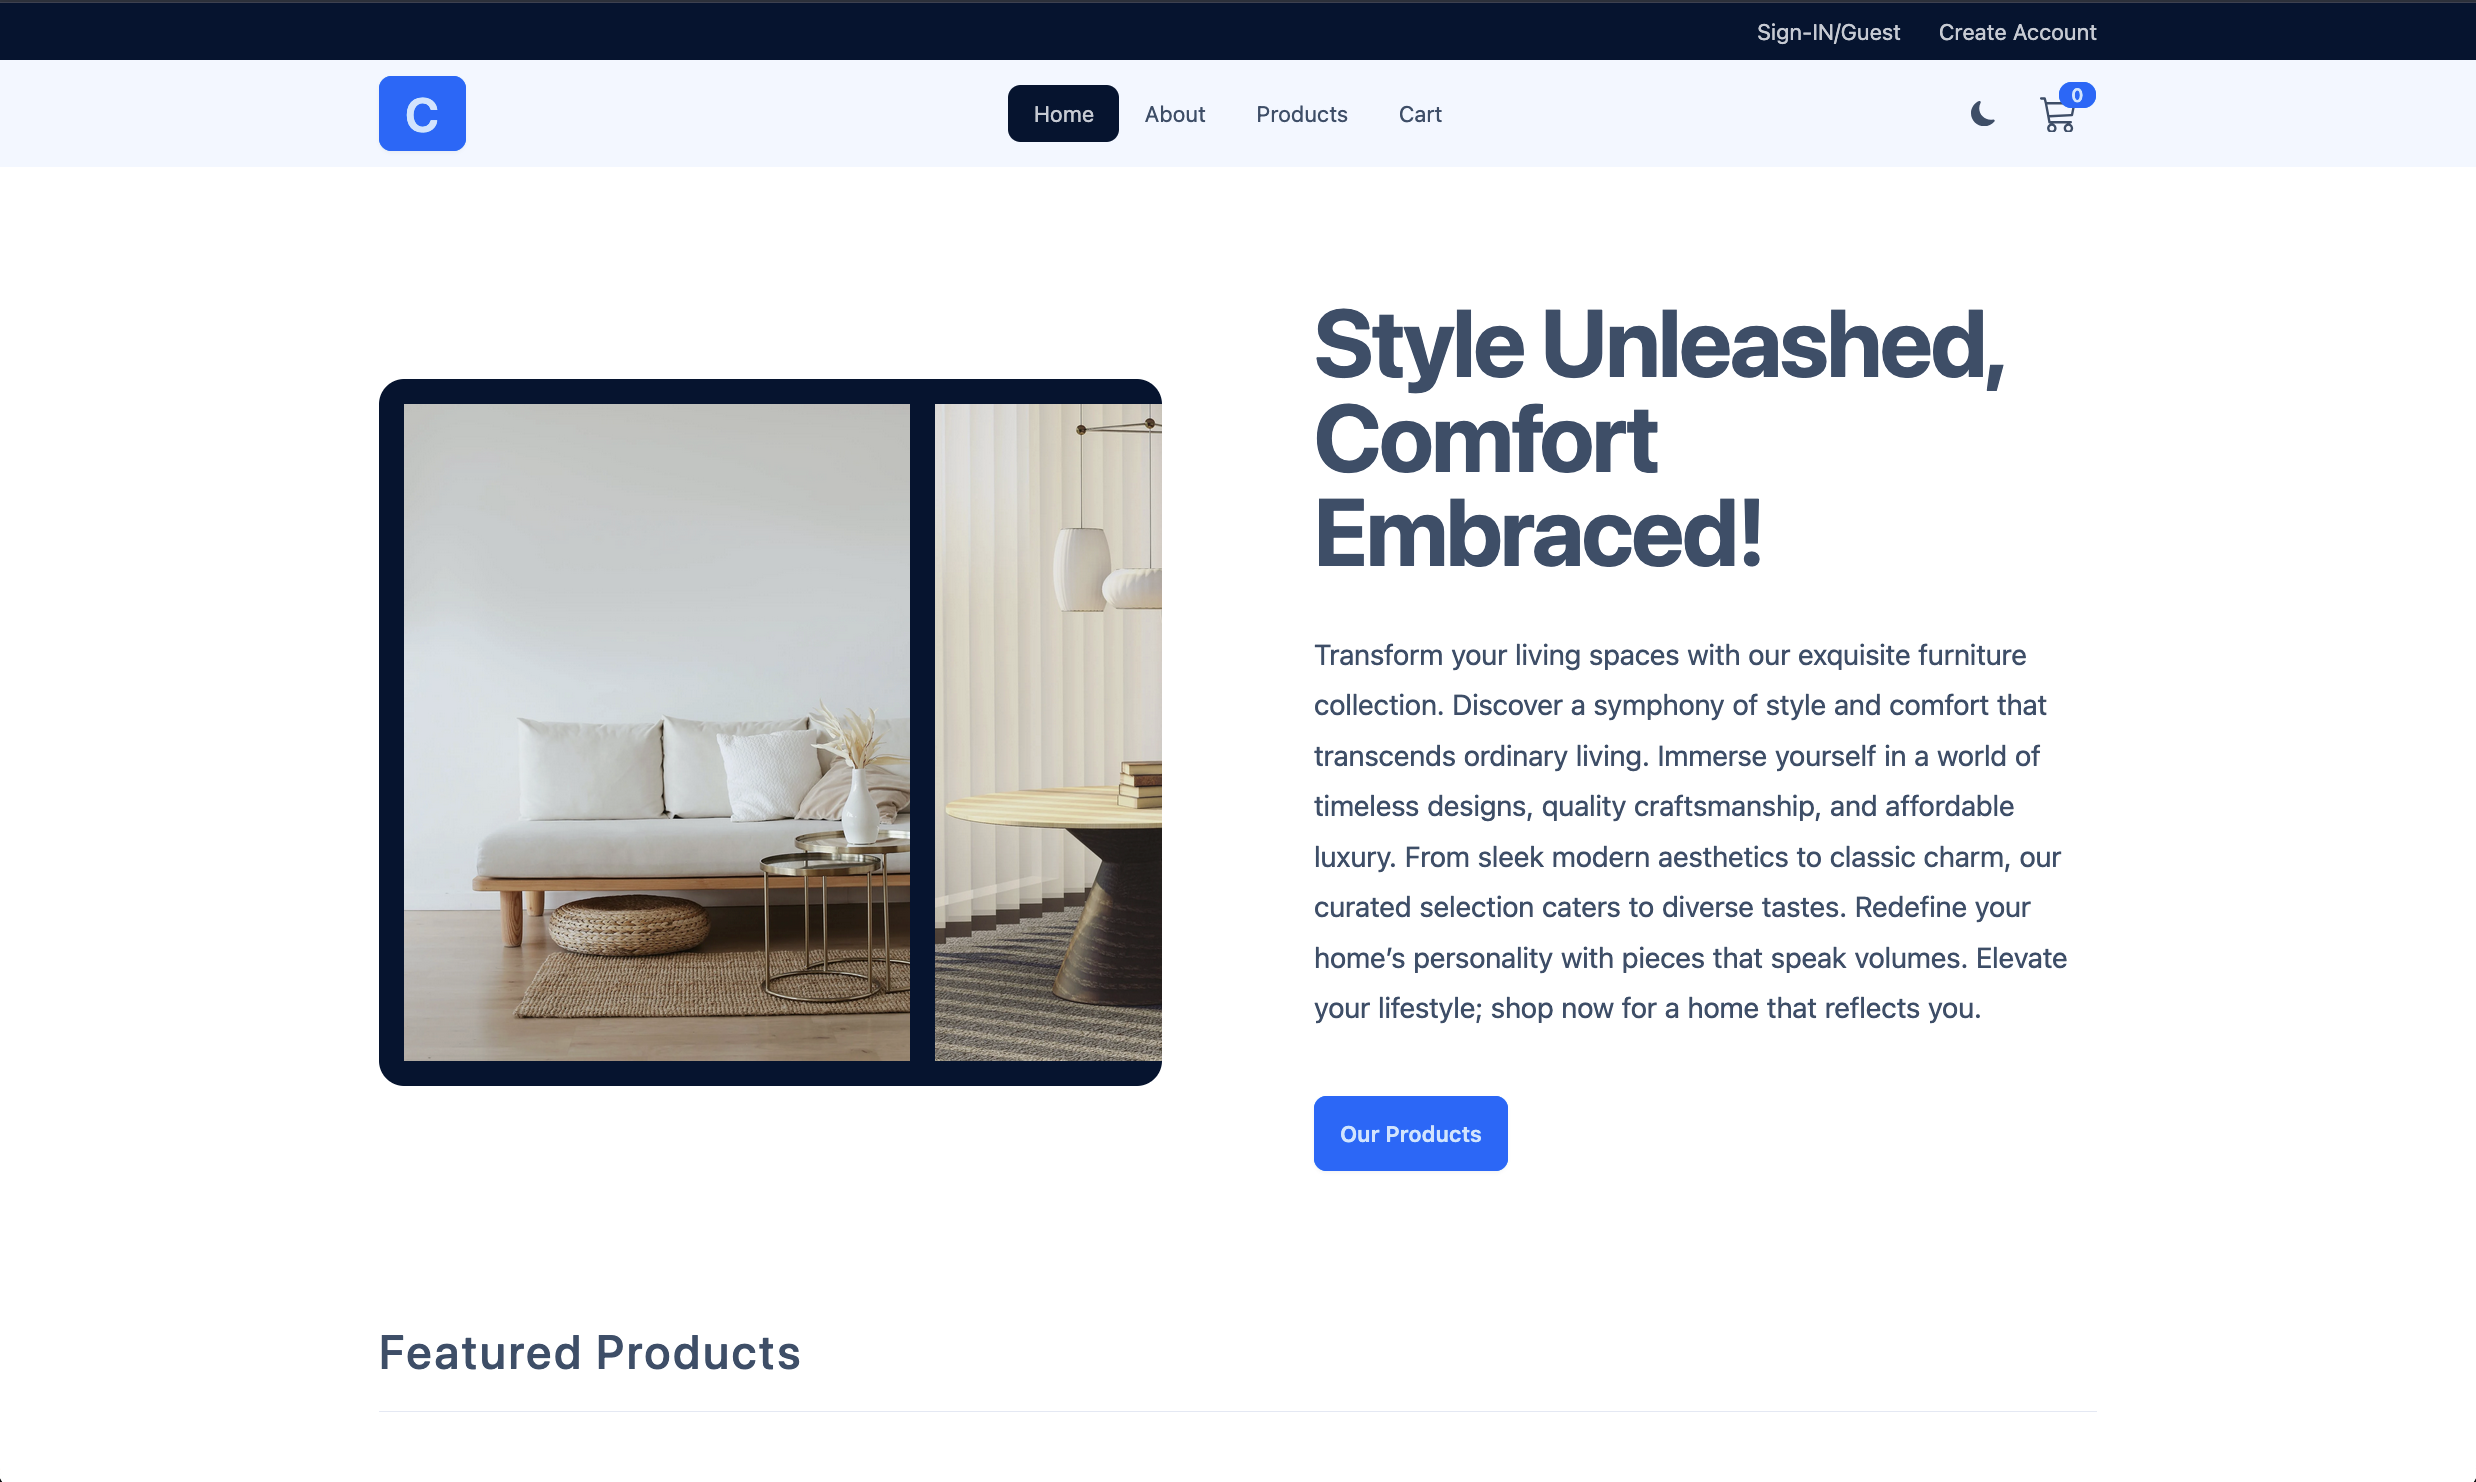 Sign-IN/Guest Create Account
C
Home About Products Cart
0
Style Unleashed,
Comfort
Embraced!
Transform your living spaces with our exquisite furniture
collection. Discover a symphony of style and comfort that
transcends ordinary living. Immerse yourself in a world of
timeless designs, quality craftsmanship, and affordable
luxury. From sleek modern aesthetics to classic charm, our
curated selection caters to diverse tastes. Redefine your
home’s personality with pieces that speak volumes. Elevate
your lifestyle; shop now for a home that reflects you.
Our Products
Featured Products